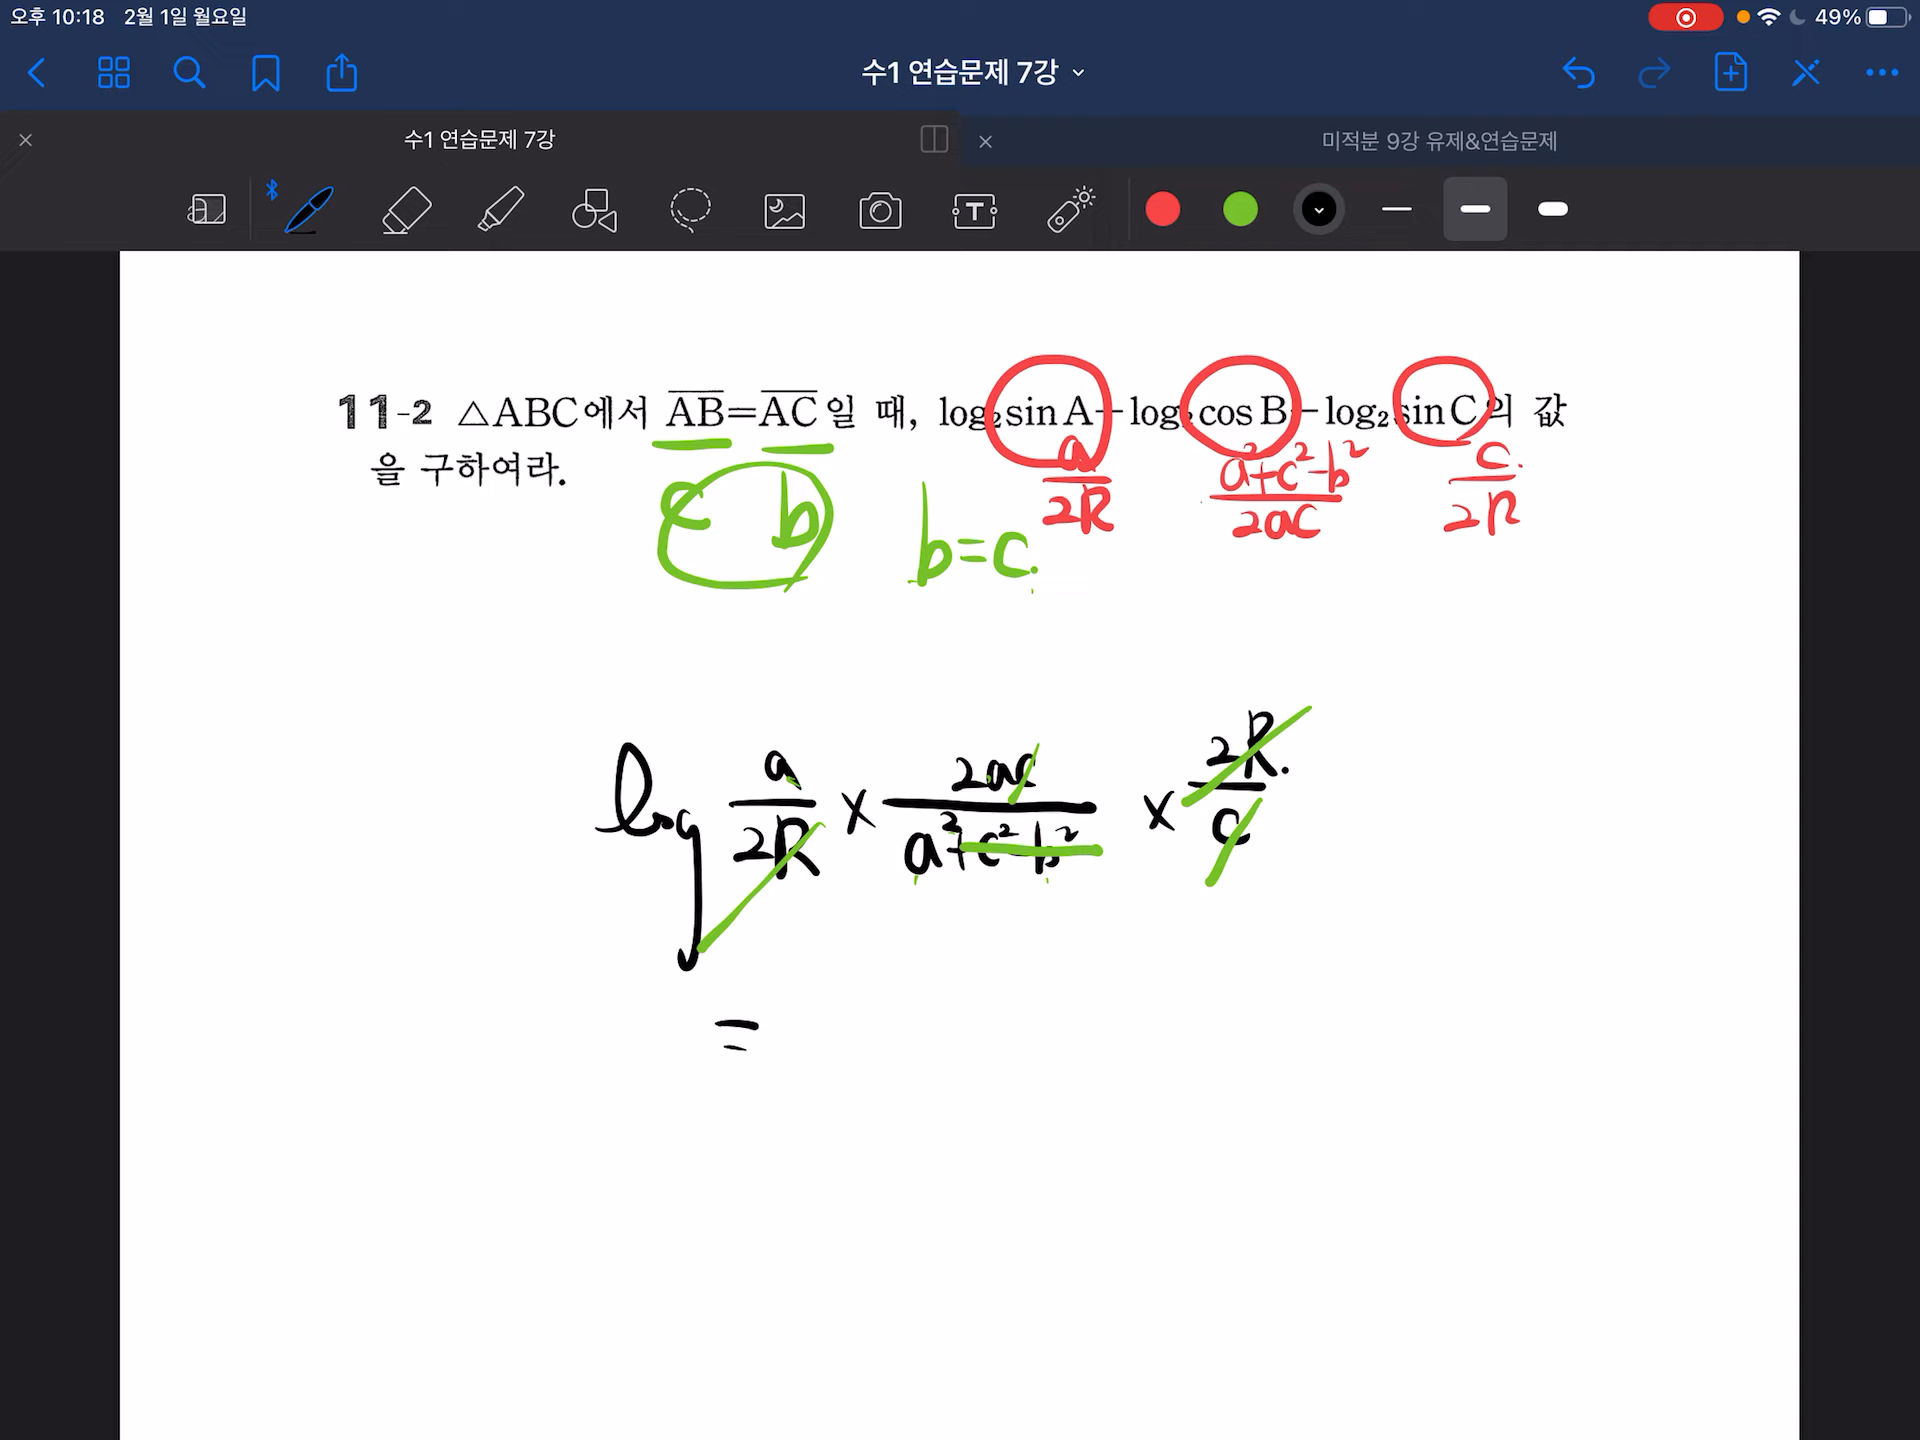 오후 10:18 2월 1일 월요일 49%
수1 연습문제 7강
수1 연습문제 7강 미적분 9강 유제&연습문제
11-2 △ABC에서 AB=AC일 때, log₂sin A-log₂cos B-log₂sin C의 값
을 구하여라.
c b
b=c.
a/2R
a²+c²-b²/2ac
c./2R
log a/2R × 2ac/a²+c²-b² × 2R./c
=